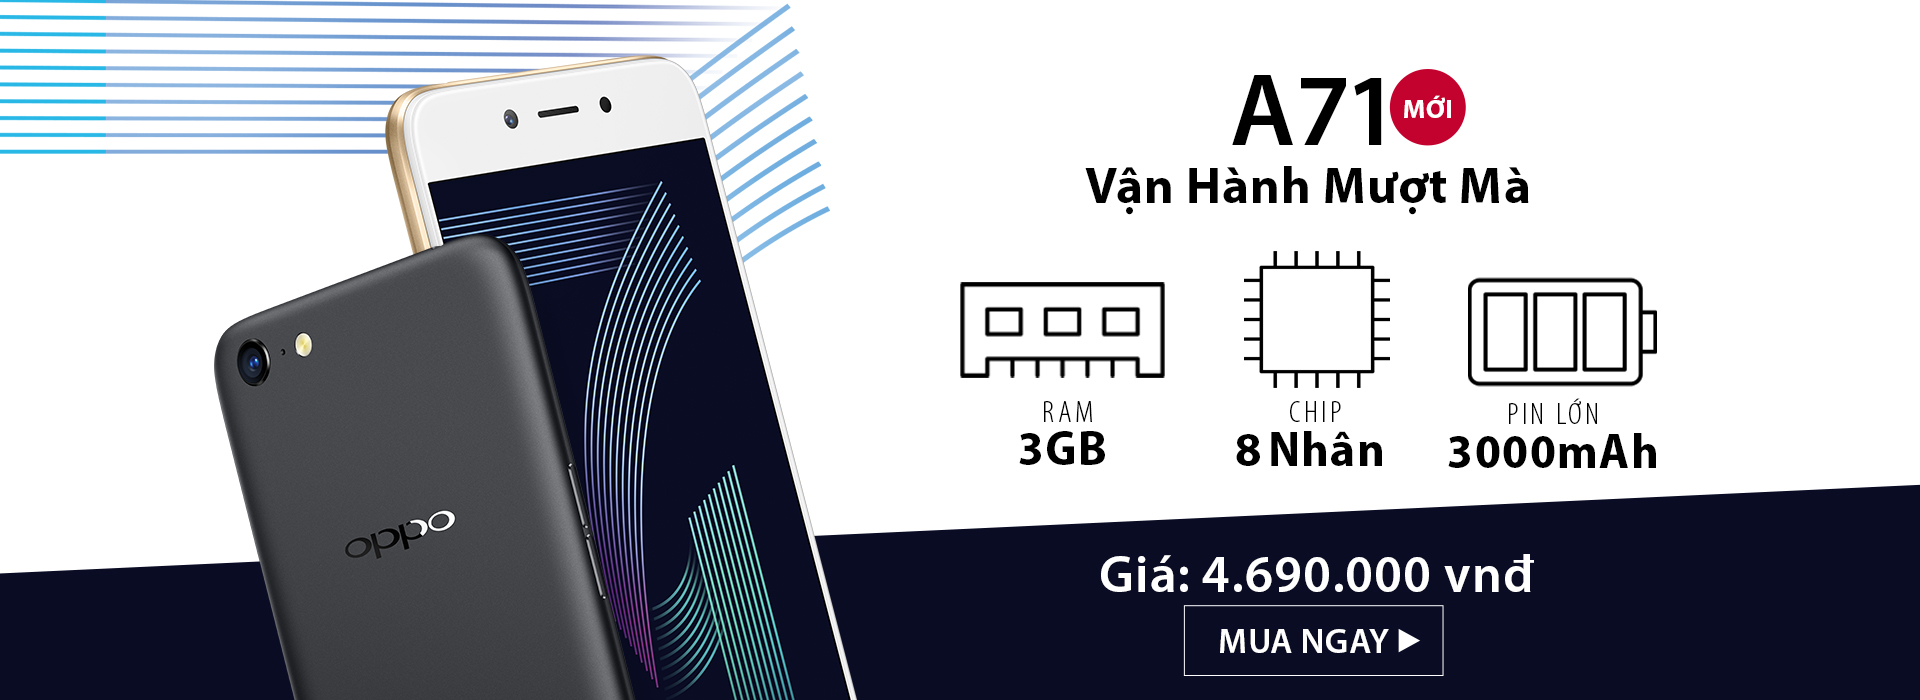 A71 MỚI
Vận Hành Mượt Mà
RAM
3GB
CHIP
8 Nhân
PIN LỚN
3000mAh
oppo
Giá: 4.690.000 vnđ
MUA NGAY